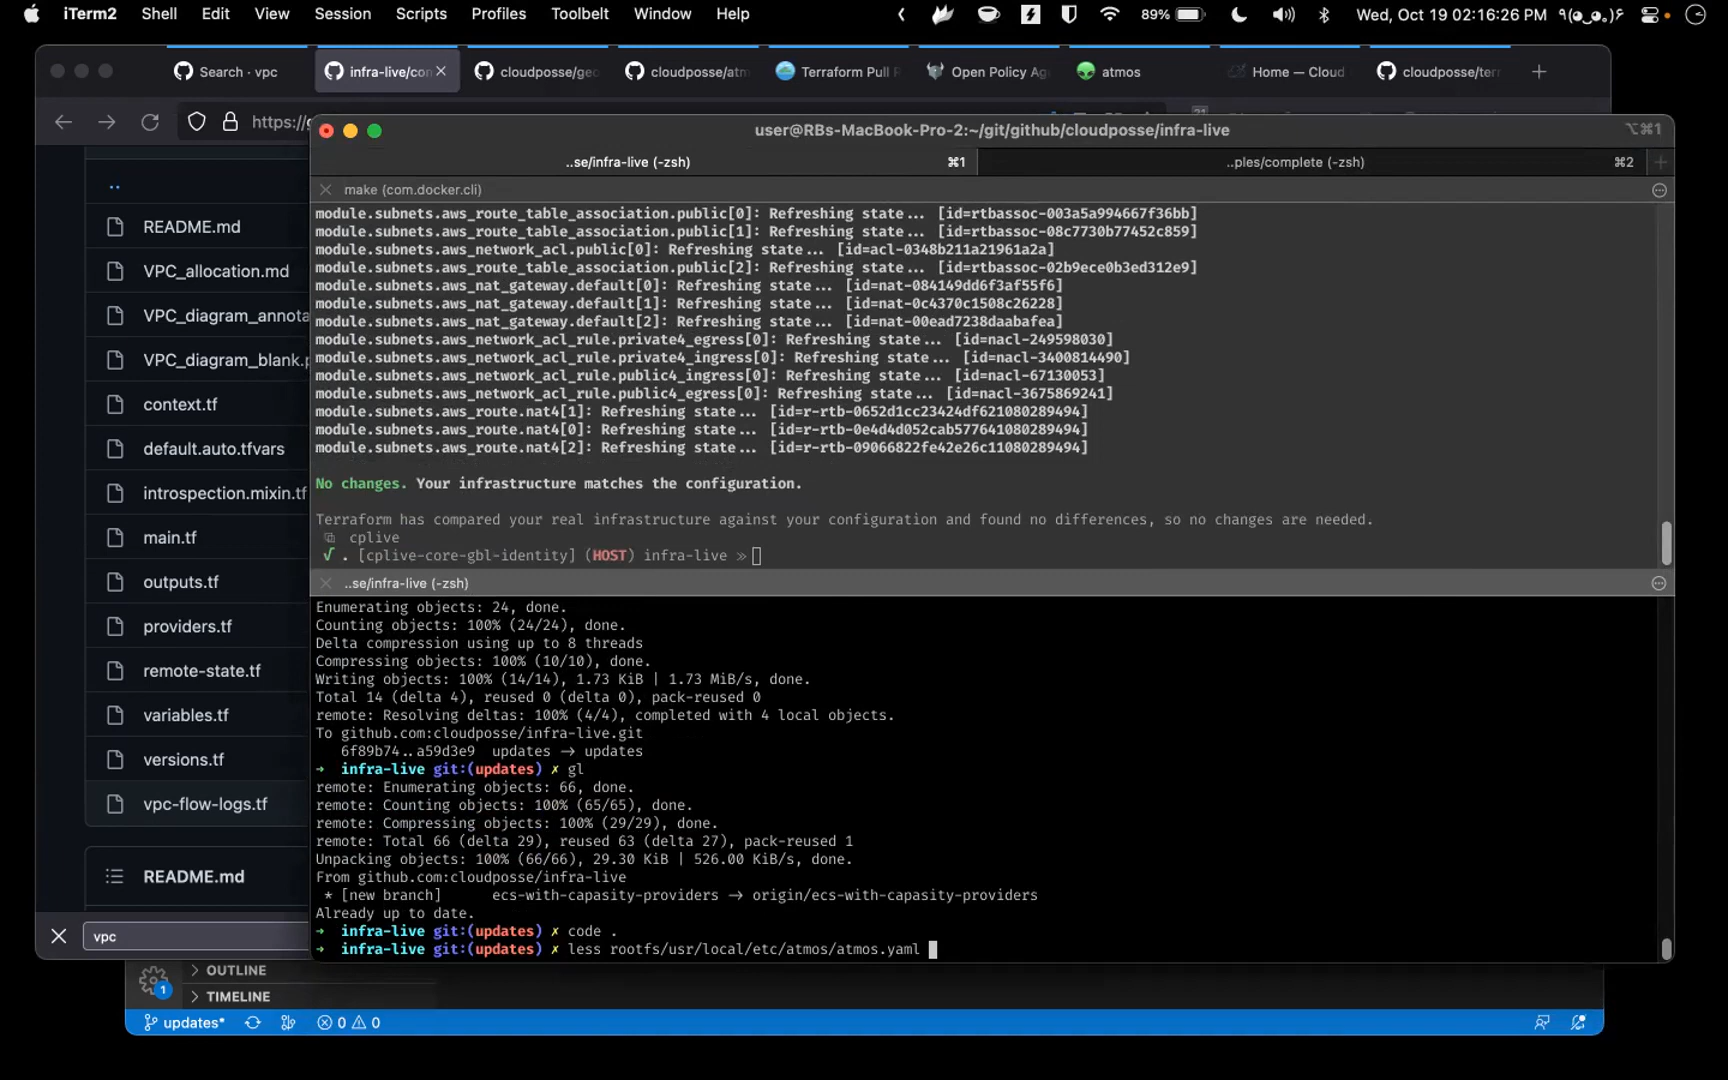 iTerm2 Shell Edit View Session Scripts Profiles Toolbelt Window Help 89% Wed, Oct 19 02:16:26 PM
Search · vpc infra-live/con cloudposse/geo cloudposse/atm Terraform Pull R Open Policy Ag atmos Home — Cloud cloudposse/terr
https://g
user@RBs-MacBook-Pro-2:~/git/github/cloudposse/infra-live ⌥⌘1
..se/infra-live (-zsh) ⌘1 ..ples/complete (-zsh) ⌘2
make (com.docker.cli)
module.subnets.aws_route_table_association.public[0]: Refreshing state... [id=rtbassoc-003a5a994667f36bb]
module.subnets.aws_route_table_association.public[1]: Refreshing state... [id=rtbassoc-08c7730b77452c859]
module.subnets.aws_network_acl.public[0]: Refreshing state... [id=acl-0348b211a21961a2a]
module.subnets.aws_route_table_association.public[2]: Refreshing state... [id=rtbassoc-02b9ece0b3ed312e9]
module.subnets.aws_nat_gateway.default[0]: Refreshing state... [id=nat-084149dd6f3af55f6]
module.subnets.aws_nat_gateway.default[1]: Refreshing state... [id=nat-0c4370c1508c26228]
module.subnets.aws_nat_gateway.default[2]: Refreshing state... [id=nat-00ead7238daabafea]
module.subnets.aws_network_acl_rule.private4_egress[0]: Refreshing state... [id=nacl-249598030]
module.subnets.aws_network_acl_rule.private4_ingress[0]: Refreshing state... [id=nacl-3400814490]
module.subnets.aws_network_acl_rule.public4_ingress[0]: Refreshing state... [id=nacl-67130053]
module.subnets.aws_network_acl_rule.public4_egress[0]: Refreshing state... [id=nacl-3675869241]
module.subnets.aws_route.nat4[1]: Refreshing state... [id=r-rtb-0652d1cc23424df621080289494]
module.subnets.aws_route.nat4[0]: Refreshing state... [id=r-rtb-0e4d4d052cab577641080289494]
module.subnets.aws_route.nat4[2]: Refreshing state... [id=r-rtb-09066822fe42e26c11080289494]
No changes. Your infrastructure matches the configuration.
Terraform has compared your real infrastructure against your configuration and found no differences, so no changes are needed.
cplive
√ . [cplive-core-gbl-identity] (HOST) infra-live »
..se/infra-live (-zsh)
Enumerating objects: 24, done.
Counting objects: 100% (24/24), done.
Delta compression using up to 8 threads
Compressing objects: 100% (10/10), done.
Writing objects: 100% (14/14), 1.73 KiB | 1.73 MiB/s, done.
Total 14 (delta 4), reused 0 (delta 0), pack-reused 0
remote: Resolving deltas: 100% (4/4), completed with 4 local objects.
To github.com:cloudposse/infra-live.git
6f89b74..a59d3e9 updates -> updates
→ infra-live git:(updates) ✗ gl
remote: Enumerating objects: 66, done.
remote: Counting objects: 100% (65/65), done.
remote: Compressing objects: 100% (29/29), done.
remote: Total 66 (delta 29), reused 63 (delta 27), pack-reused 1
Unpacking objects: 100% (66/66), 29.30 KiB | 526.00 KiB/s, done.
From github.com:cloudposse/infra-live
* [new branch] ecs-with-capasity-providers -> origin/ecs-with-capasity-providers
Already up to date.
→ infra-live git:(updates) ✗ code .
→ infra-live git:(updates) ✗ less rootfs/usr/local/etc/atmos/atmos.yaml
..
README.md
VPC_allocation.md
VPC_diagram_annota
VPC_diagram_blank.p
context.tf
default.auto.tfvars
introspection.mixin.tf
main.tf
outputs.tf
providers.tf
remote-state.tf
variables.tf
versions.tf
vpc-flow-logs.tf
README.md
vpc
OUTLINE
1 TIMELINE
updates* 0 0